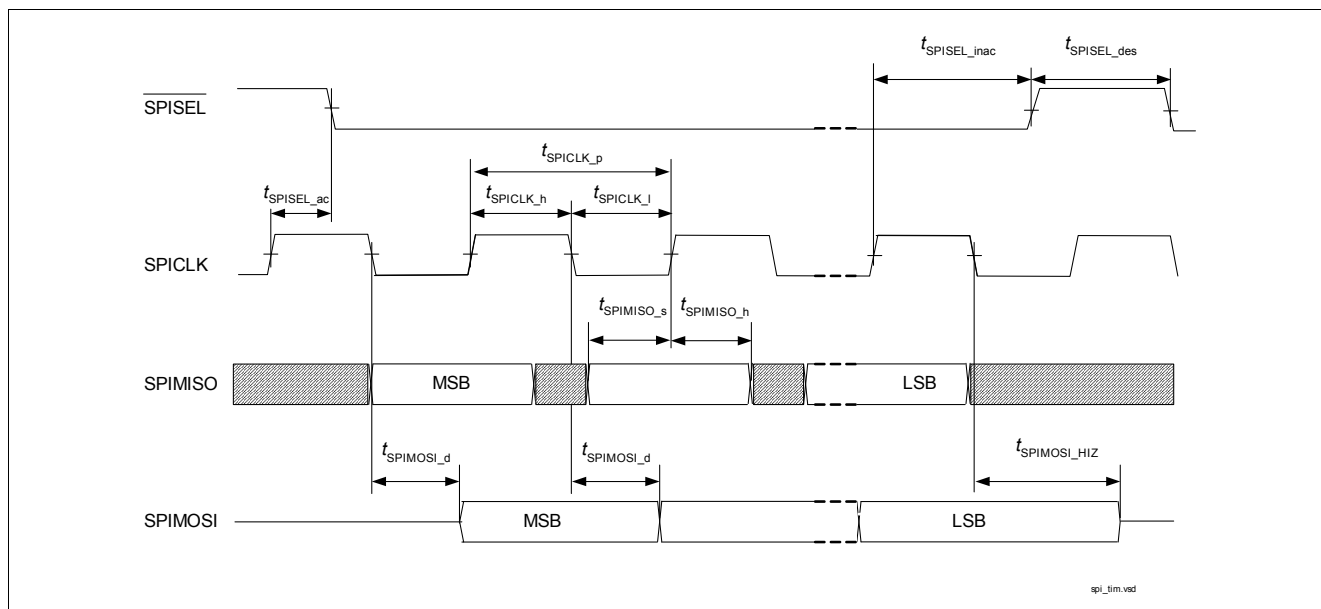 tSPISEL_inac
tSPISEL_des
SPISEL
tSPICLK_p
tSPISEL_ac
tSPICLK_h
tSPICLK_l
SPICLK
tSPIMISO_s
tSPIMISO_h
SPIMISO
MSB
LSB
tSPIMOSI_d
tSPIMOSI_d
tSPIMOSI_HIZ
SPIMOSI
MSB
LSB
spi_tim.vsd